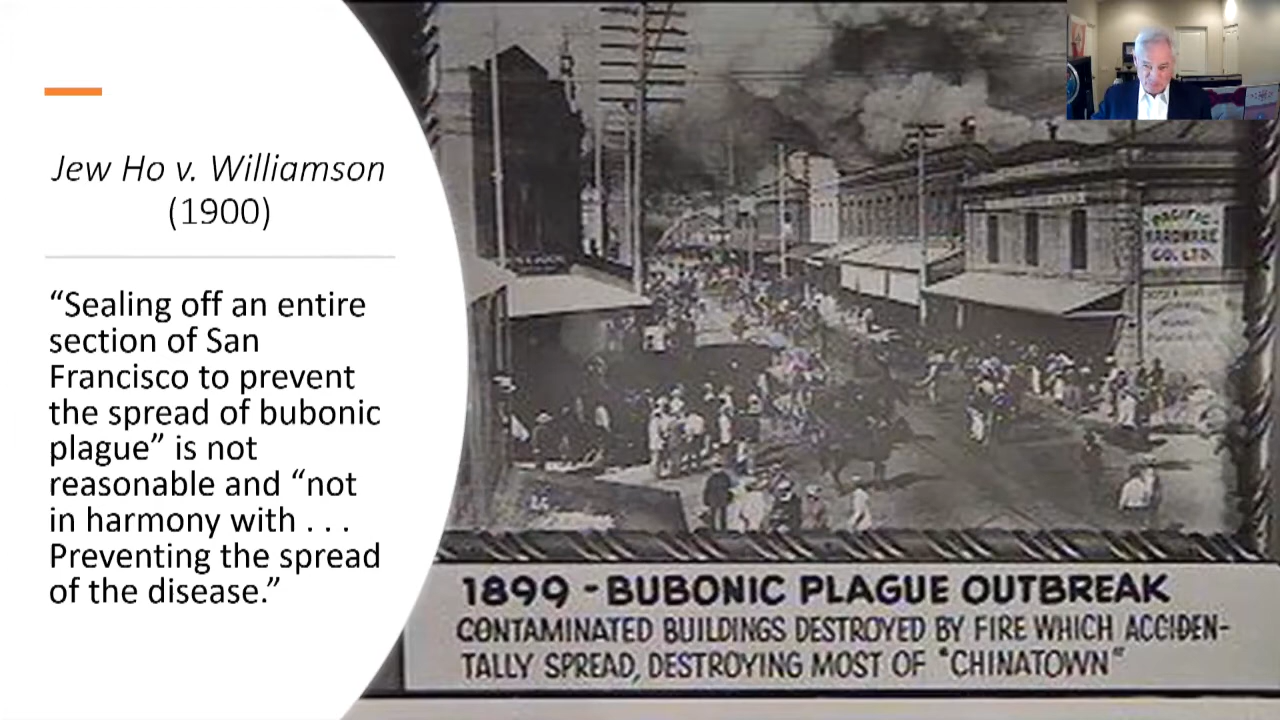 Jew Ho v. Williamson
(1900)
“Sealing off an entire
section of San
Francisco to prevent
the spread of bubonic
plague” is not
reasonable and “not
in harmony with . . .
Preventing the spread
of the disease.”
PACIFIC
HARDWARE
CO. LTD.
1899 - BUBONIC PLAGUE OUTBREAK
CONTAMINATED BUILDINGS DESTROYED BY FIRE WHICH ACCIDEN-
TALLY SPREAD, DESTROYING MOST OF "CHINATOWN"